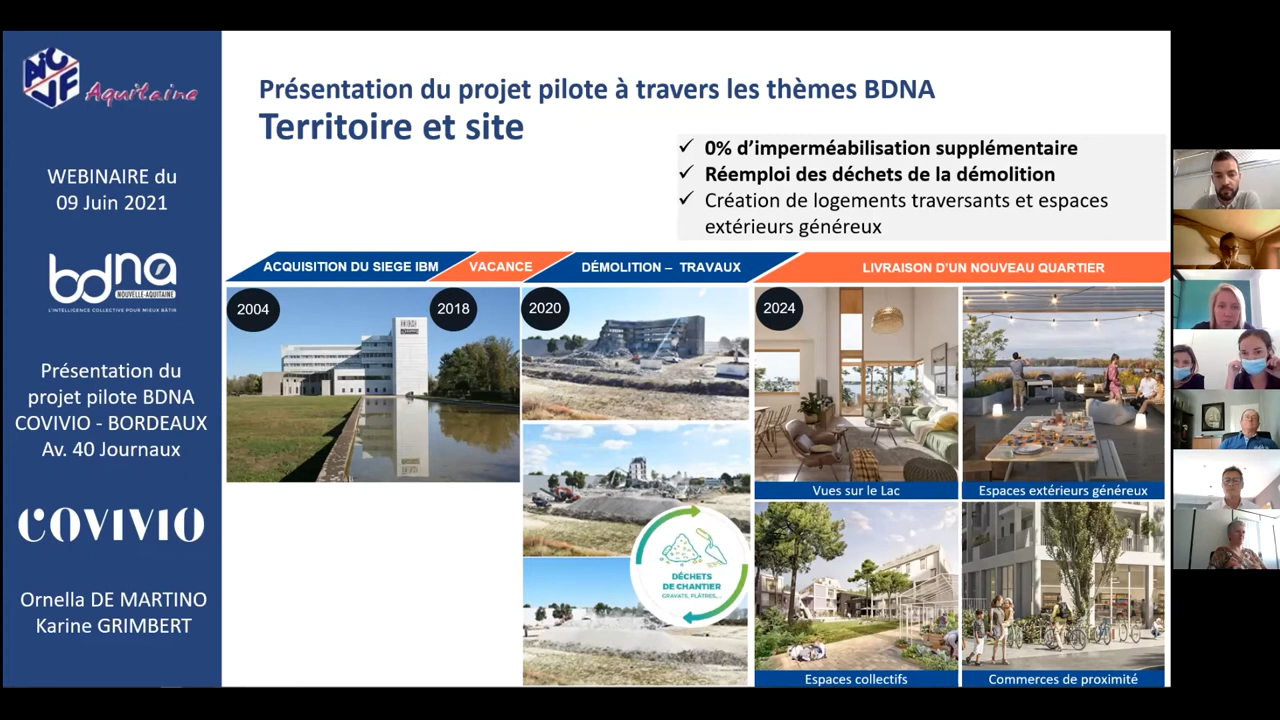 AICVF
Aquitaine
WEBINAIRE du
09 Juin 2021
bdna
NOUVELLE-AQUITAINE
L'INTELLIGENCE COLLECTIVE POUR MIEUX BÂTIR
Présentation du
projet pilote BDNA
COVIVIO - BORDEAUX
Av. 40 Journaux
COVIVIO
Ornella DE MARTINO
Karine GRIMBERT
Présentation du projet pilote à travers les thèmes BDNA
Territoire et site
✓ 0% d’imperméabilisation supplémentaire
✓ Réemploi des déchets de la démolition
✓ Création de logements traversants et espaces
extérieurs généreux
ACQUISITION DU SIEGE IBM
VACANCE
DÉMOLITION – TRAVAUX
LIVRAISON D’UN NOUVEAU QUARTIER
2004
2018
2020
2024
DÉCHETS
DE CHANTIER
GRAVATS, PLÂTRES,...
Vues sur le Lac
Espaces extérieurs généreux
Espaces collectifs
Commerces de proximité